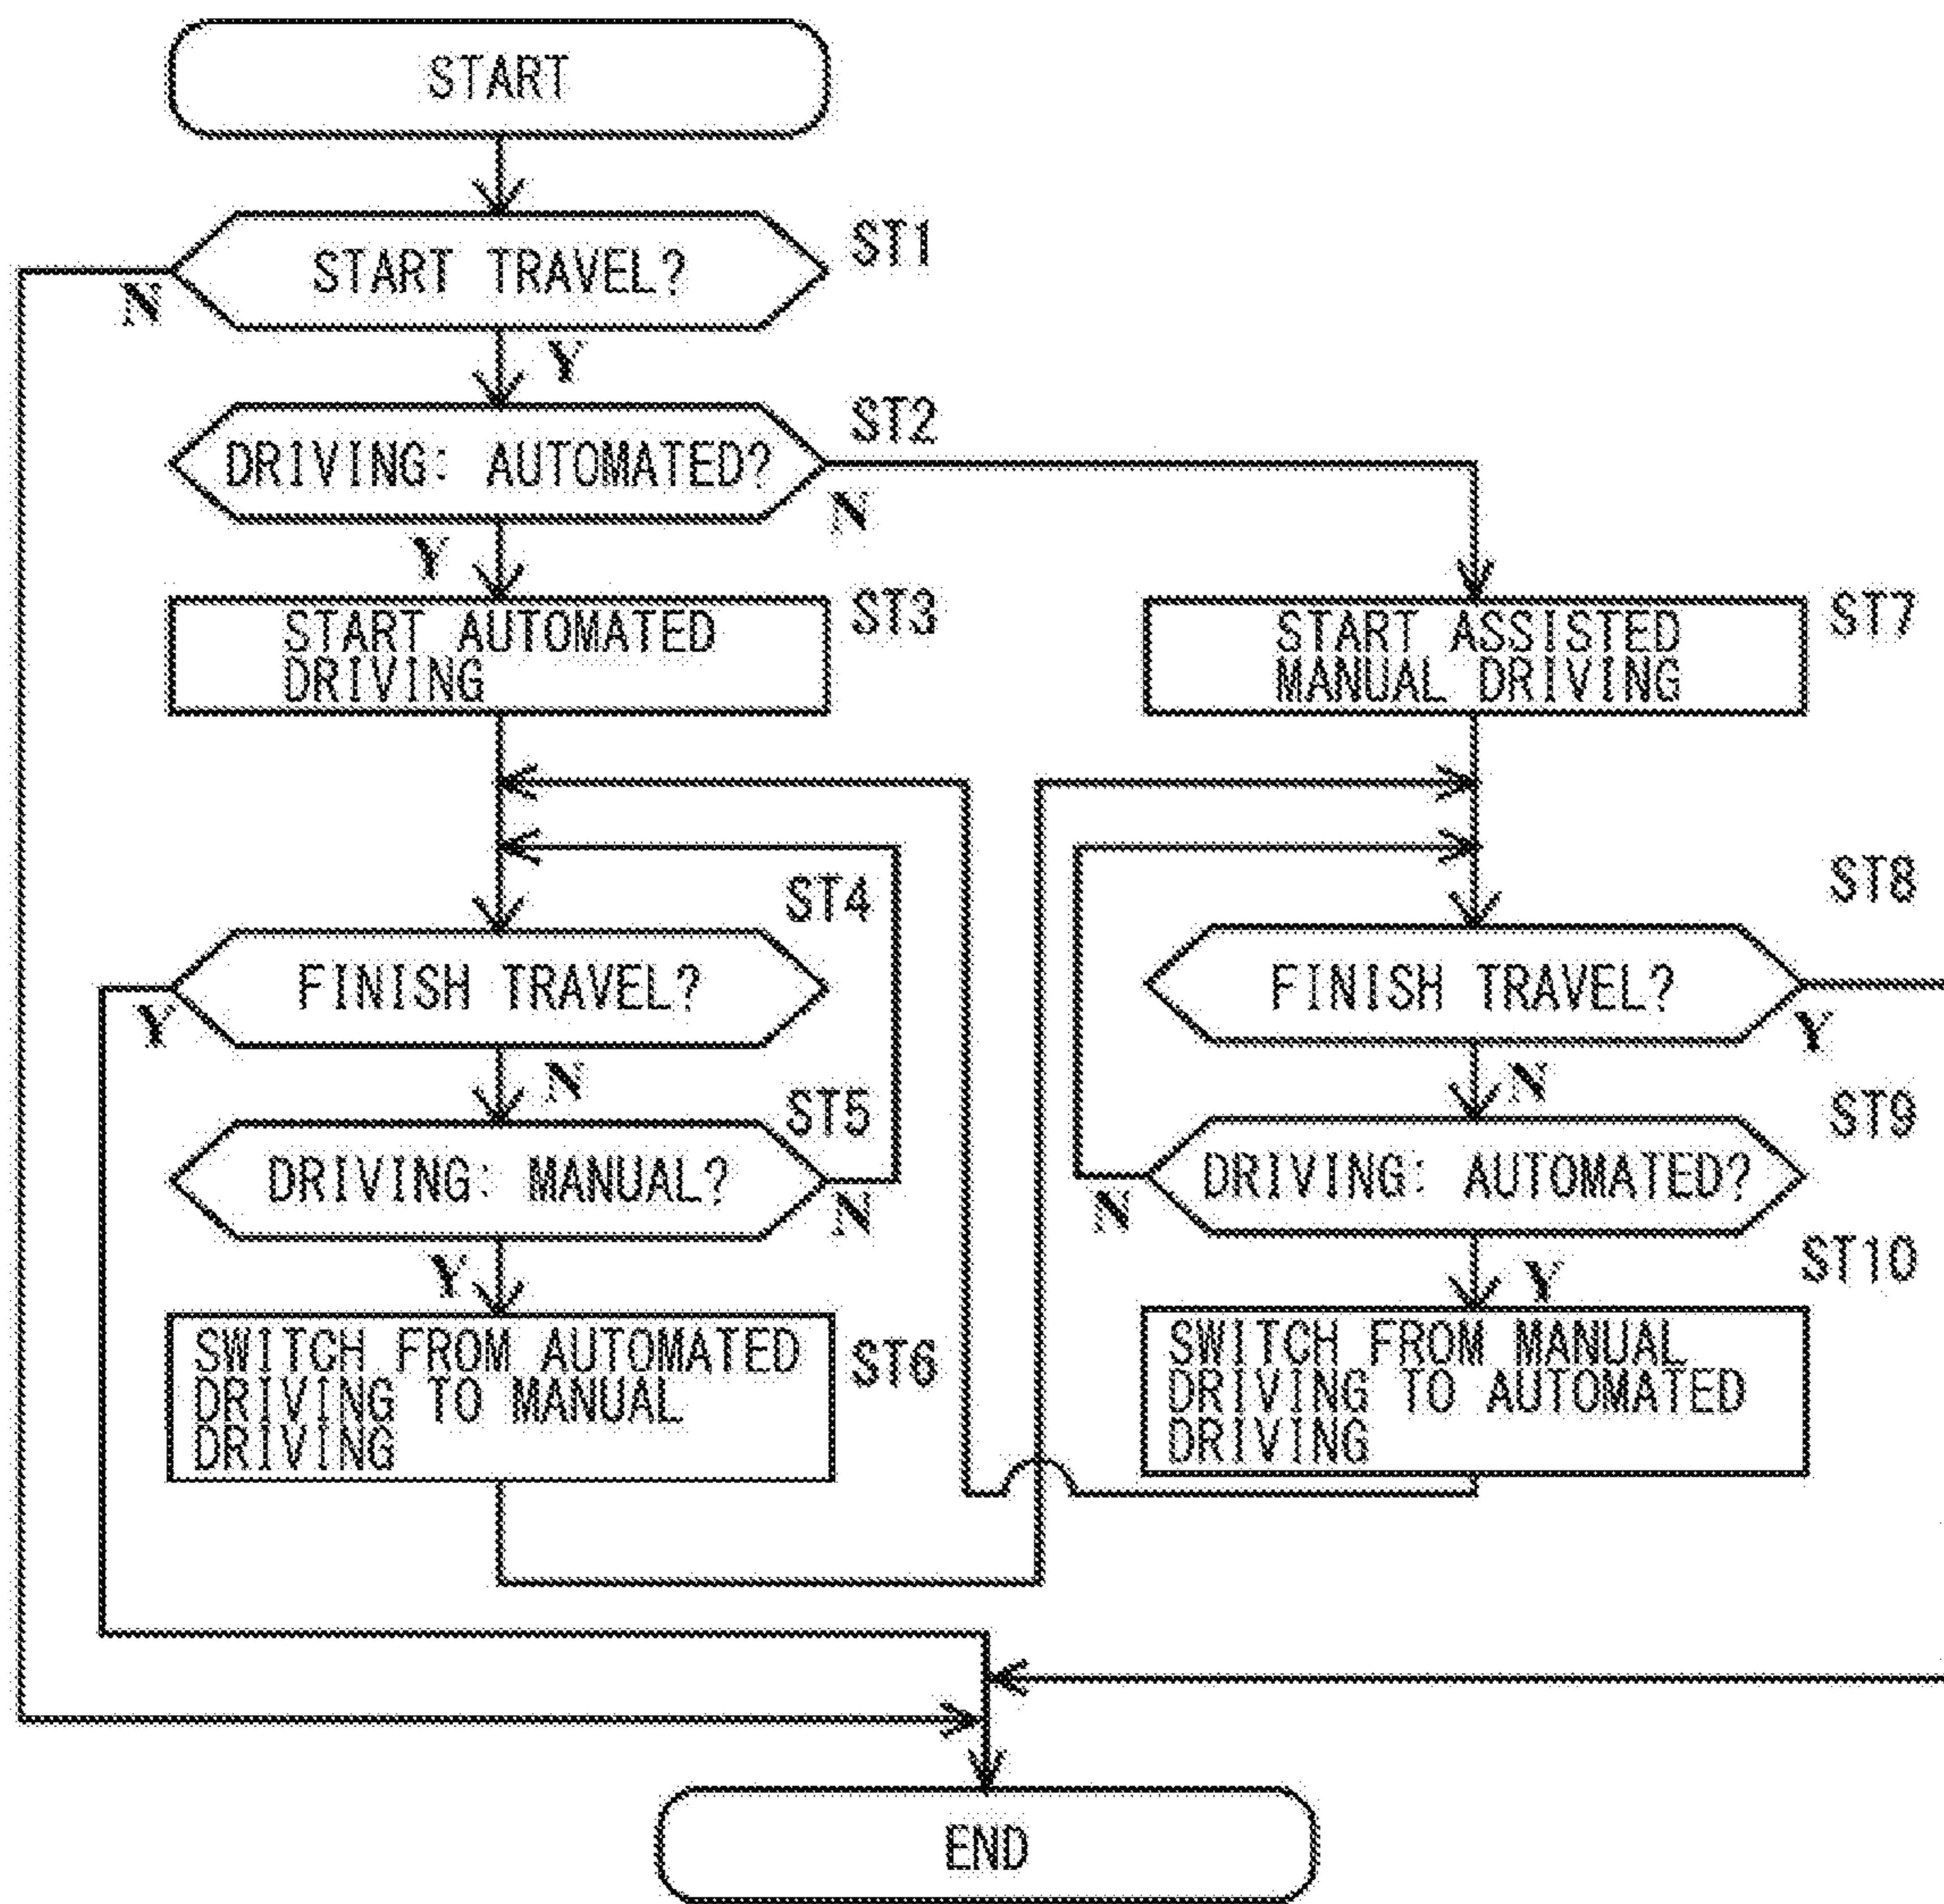 START
START TRAVEL?
ST1
N
Y
DRIVING: AUTOMATED?
ST2
N
Y
START AUTOMATED
DRIVING
ST3
START ASSISTED
MANUAL DRIVING
ST7
FINISH TRAVEL?
ST4
Y
N
DRIVING: MANUAL?
ST5
N
Y
SWITCH FROM AUTOMATED
DRIVING TO MANUAL
DRIVING
ST6
FINISH TRAVEL?
ST8
Y
N
DRIVING: AUTOMATED?
ST9
N
Y
SWITCH FROM MANUAL
DRIVING TO AUTOMATED
DRIVING
ST10
END